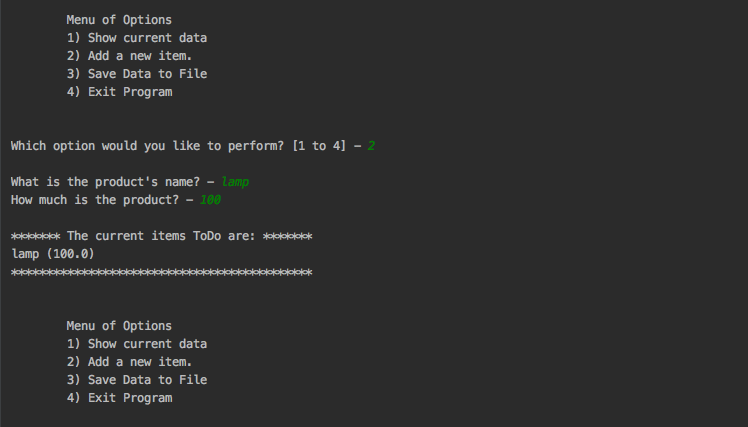 Menu of Options
1) Show current data
2) Add a new item.
3) Save Data to File
4) Exit Program
Which option would you like to perform? [1 to 4] - 2
What is the product's name? - lamp
How much is the product? - 100
******* The current items ToDo are: *******
lamp (100.0)
*******************************************
Menu of Options
1) Show current data
2) Add a new item.
3) Save Data to File
4) Exit Program